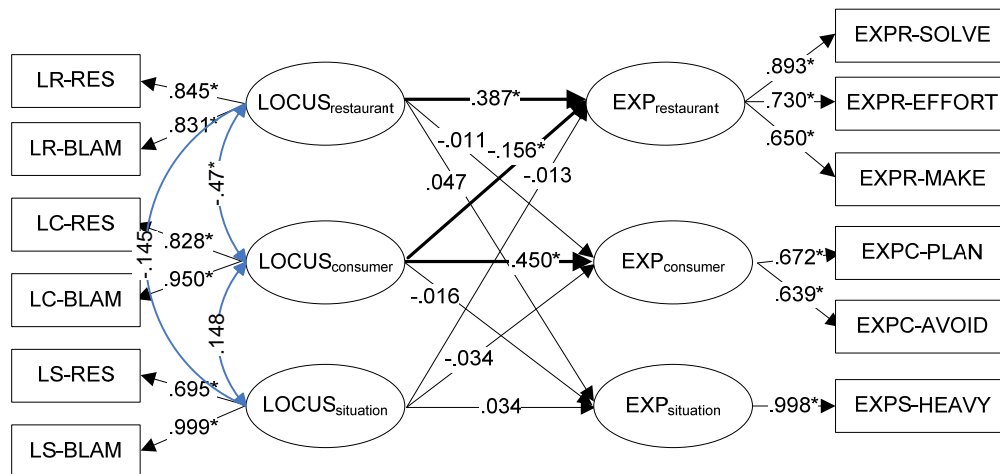 EXPR-SOLVE
LR-RES
.893*
.845*
LOCUSrestaurant
.387*
EXPrestaurant
.730*
EXPR-EFFORT
LR-BLAM
.831*
-.011
-.156*
.650*
.047
-.013
EXPR-MAKE
-.47*
LC-RES
.828*
-.145
LOCUSconsumer
.450*
EXPconsumer
.672*
EXPC-PLAN
LC-BLAM
.950*
-.016
.639*
EXPC-AVOID
.148
-.034
LS-RES
.695*
LOCUSsituation
.034
EXPsituation
.998*
EXPS-HEAVY
LS-BLAM
.999*